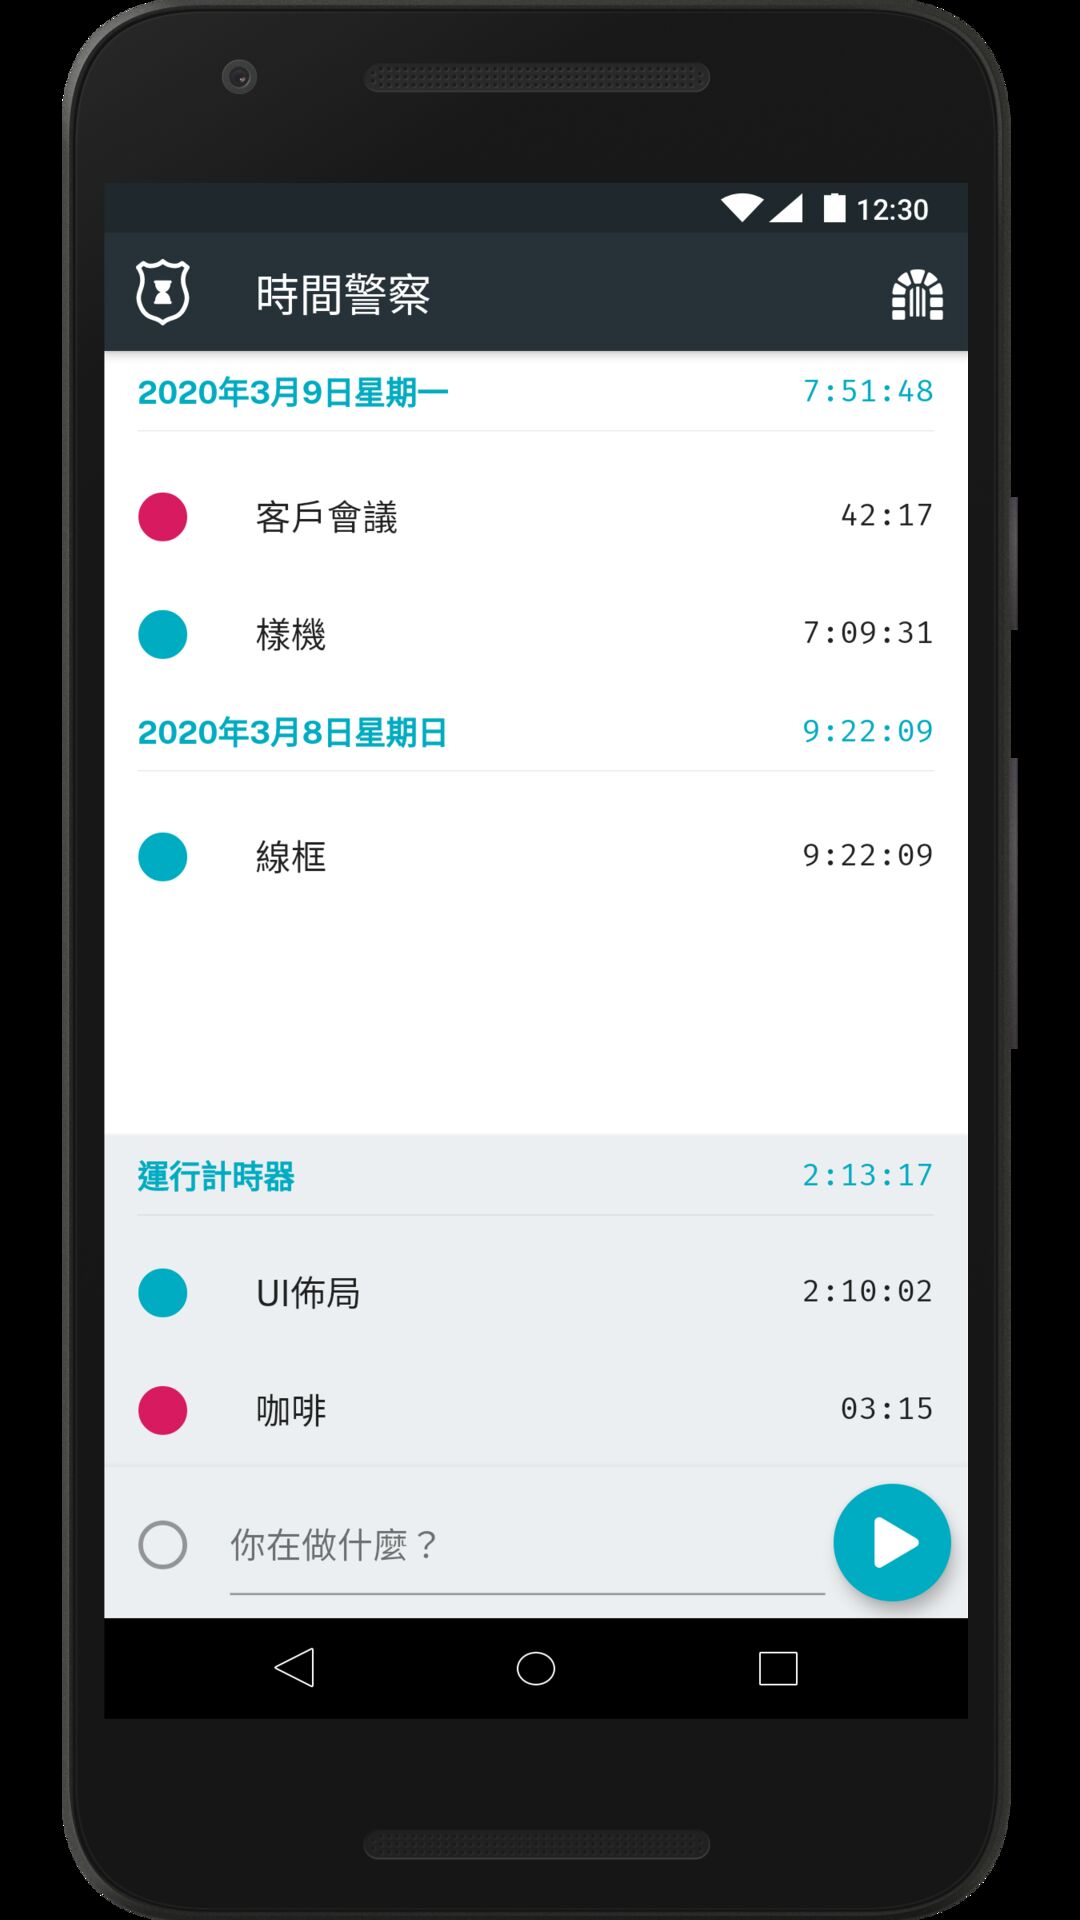 12:30
時間警察
2020年3月9日星期一 7:51:48
客戶會議 42:17
樣機 7:09:31
2020年3月8日星期日 9:22:09
線框 9:22:09
運行計時器 2:13:17
UI佈局 2:10:02
咖啡 03:15
你在做什麼？